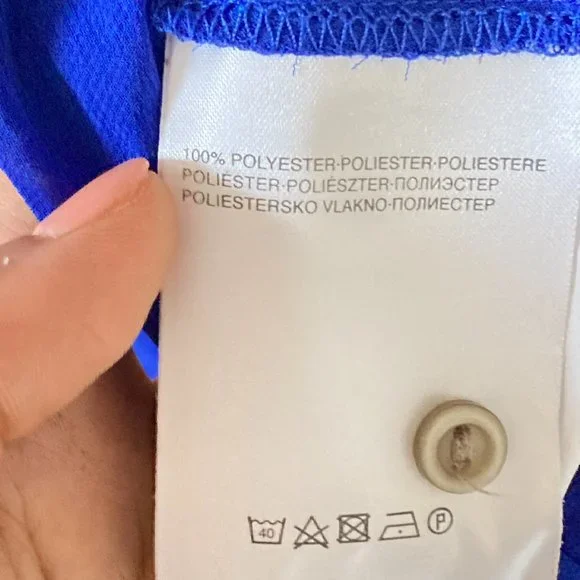 100% POLYESTER·POLIESTER·POLIESTERE
POLIÉSTER·POLIÉSZTER·ПОЛИЭСТЕР
POLIESTERSKO VLAKNO·ПОЛИЕСТЕР
40 P